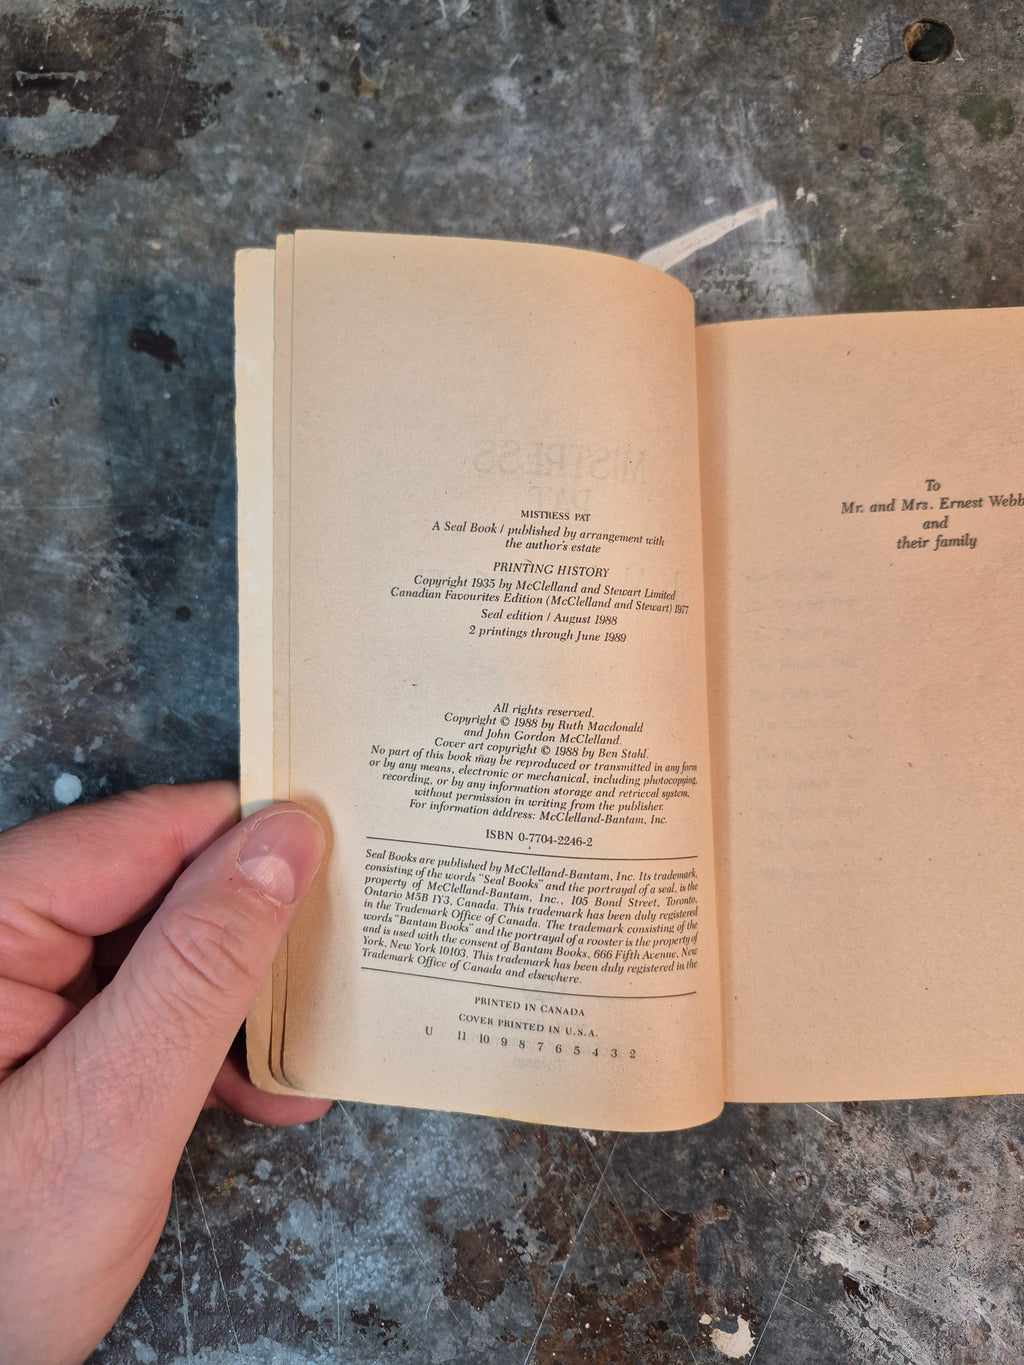 MISTRESS PAT
A Seal Book / published by arrangement with
the author's estate
PRINTING HISTORY
Copyright 1935 by McClelland and Stewart Limited
Canadian Favourites Edition (McClelland and Stewart) 1977
Seal edition / August 1988
2 printings through June 1989
All rights reserved.
Copyright © 1988 by Ruth Macdonald
and John Gordon McClelland.
Cover art copyright © 1988 by Ben Stahl.
No part of this book may be reproduced or transmitted in any form
or by any means, electronic or mechanical, including photocopying,
recording, or by any information storage and retrieval system,
without permission in writing from the publisher.
For information address: McClelland-Bantam, Inc.
ISBN 0-7704-2246-2
Seal Books are published by McClelland-Bantam, Inc. Its trademark,
consisting of the words "Seal Books" and the portrayal of a seal, is the
property of McClelland-Bantam, Inc., 105 Bond Street, Toronto,
Ontario M5B 1Y3, Canada. This trademark has been duly registered
in the Trademark Office of Canada. The trademark consisting of the
words "Bantam Books" and the portrayal of a rooster is the property of
and is used with the consent of Bantam Books, 666 Fifth Avenue, New
York, New York 10103. This trademark has been duly registered in the
Trademark Office of Canada and elsewhere.
PRINTED IN CANADA
COVER PRINTED IN U.S.A.
U 11 10 9 8 7 6 5 4 3 2
To
Mr. and Mrs. Ernest Webb
and
their family